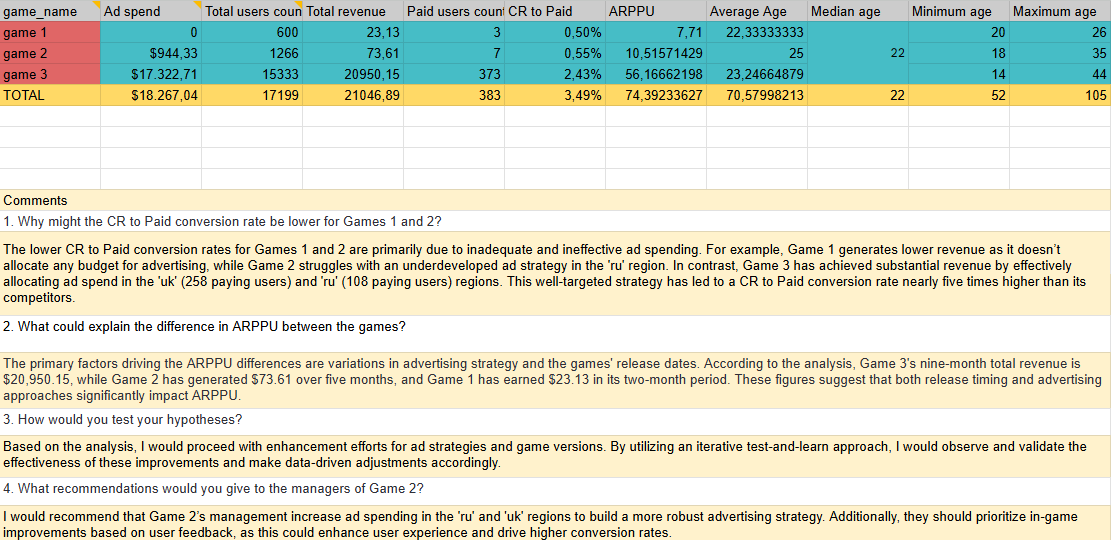 game_name Ad spend Total users coun Total revenue Paid users count CR to Paid ARPPU Average Age Median age Minimum age Maximum age
game 1 0 600 23,13 3 0,50% 7,71 22,33333333 20 26
game 2 $944,33 1266 73,61 7 0,55% 10,51571429 25 22 18 35
game 3 $17.322,71 15333 20950,15 373 2,43% 56,16662198 23,24664879 14 44
TOTAL $18.267,04 17199 21046,89 383 3,49% 74,39233627 70,57998213 22 52 105
Comments
1. Why might the CR to Paid conversion rate be lower for Games 1 and 2?
The lower CR to Paid conversion rates for Games 1 and 2 are primarily due to inadequate and ineffective ad spending. For example, Game 1 generates lower revenue as it doesn't
allocate any budget for advertising, while Game 2 struggles with an underdeveloped ad strategy in the 'ru' region. In contrast, Game 3 has achieved substantial revenue by effectively
allocating ad spend in the 'uk' (258 paying users) and 'ru' (108 paying users) regions. This well-targeted strategy has led to a CR to Paid conversion rate nearly five times higher than its
competitors.
2. What could explain the difference in ARPPU between the games?
The primary factors driving the ARPPU differences are variations in advertising strategy and the games' release dates. According to the analysis, Game 3's nine-month total revenue is
$20,950.15, while Game 2 has generated $73.61 over five months, and Game 1 has earned $23.13 in its two-month period. These figures suggest that both release timing and advertising
approaches significantly impact ARPPU.
3. How would you test your hypotheses?
Based on the analysis, I would proceed with enhancement efforts for ad strategies and game versions. By utilizing an iterative test-and-learn approach, I would observe and validate the
effectiveness of these improvements and make data-driven adjustments accordingly.
4. What recommendations would you give to the managers of Game 2?
I would recommend that Game 2's management increase ad spending in the 'ru' and 'uk' regions to build a more robust advertising strategy. Additionally, they should prioritize in-game
improvements based on user feedback, as this could enhance user experience and drive higher conversion rates.